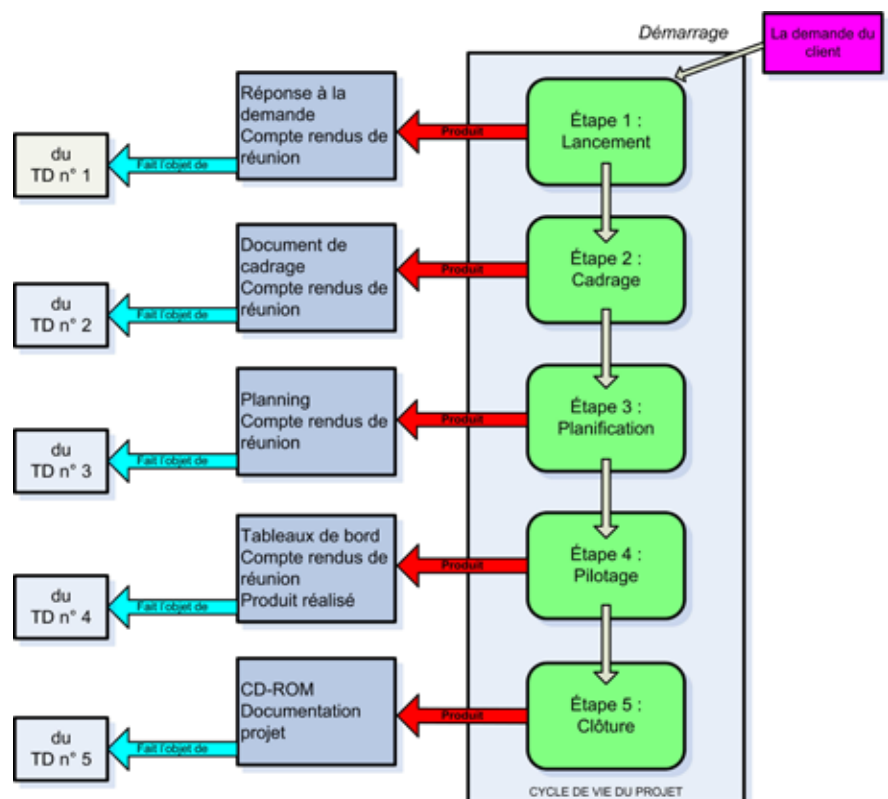 Démarrage
La demande du
client
Réponse à la
demande
Compte rendus de
réunion
Produit
Étape 1 :
Lancement
Fait l'objet de
du
TD n° 1
Document de
cadrage
Compte rendus de
réunion
Produit
Étape 2 :
Cadrage
Fait l'objet de
du
TD n° 2
Planning
Compte rendus de
réunion
Produit
Étape 3 :
Planification
Fait l'objet de
du
TD n° 3
Tableaux de bord
Compte rendus de
réunion
Produit réalisé
Produit
Étape 4 :
Pilotage
Fait l'objet de
du
TD n° 4
CD-ROM
Documentation
projet
Produit
Étape 5 :
Clôture
Fait l'objet de
du
TD n° 5
CYCLE DE VIE DU PROJET